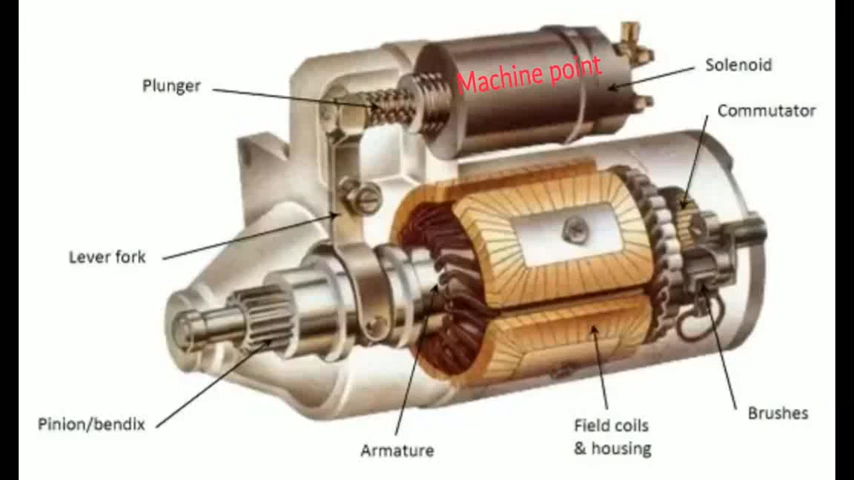 Machine point
Solenoid
Plunger
Commutator
Lever fork
Pinion/bendix
Armature
Field coils
& housing
Brushes